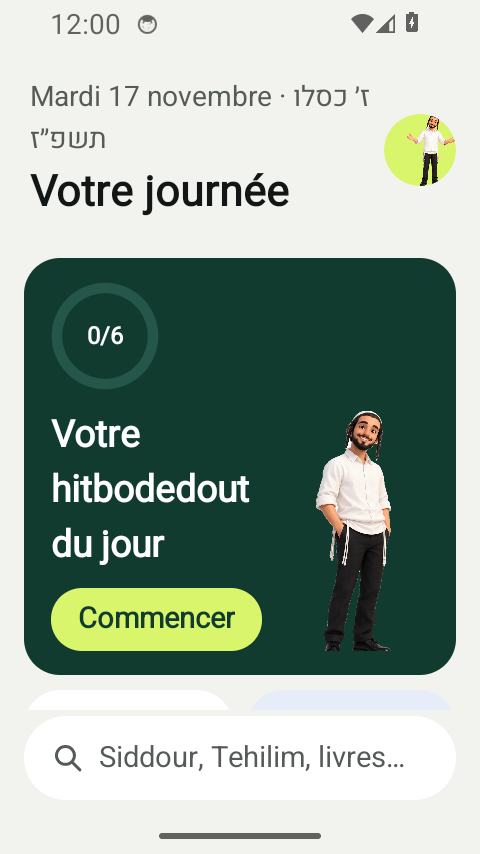 12:00
Mardi 17 novembre · ז׳ כסלו
תשפ״ז
Votre journée
0/6
Votre
hitbodedout
du jour
Commencer
Siddour, Tehilim, livres…